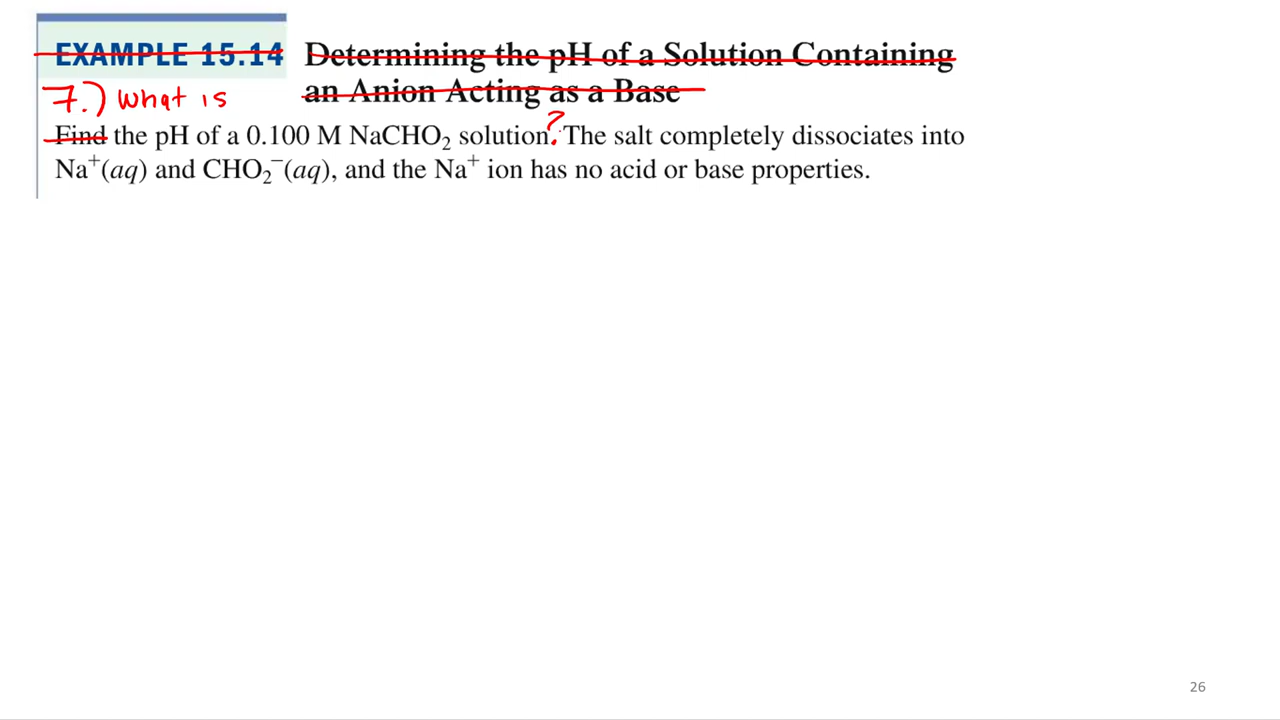 EXAMPLE 15.14 Determining the pH of a Solution Containing
an Anion Acting as a Base
7.) What is
Find the pH of a 0.100 M NaCHO₂ solution.? The salt completely dissociates into
Na⁺(aq) and CHO₂⁻(aq), and the Na⁺ ion has no acid or base properties.
26